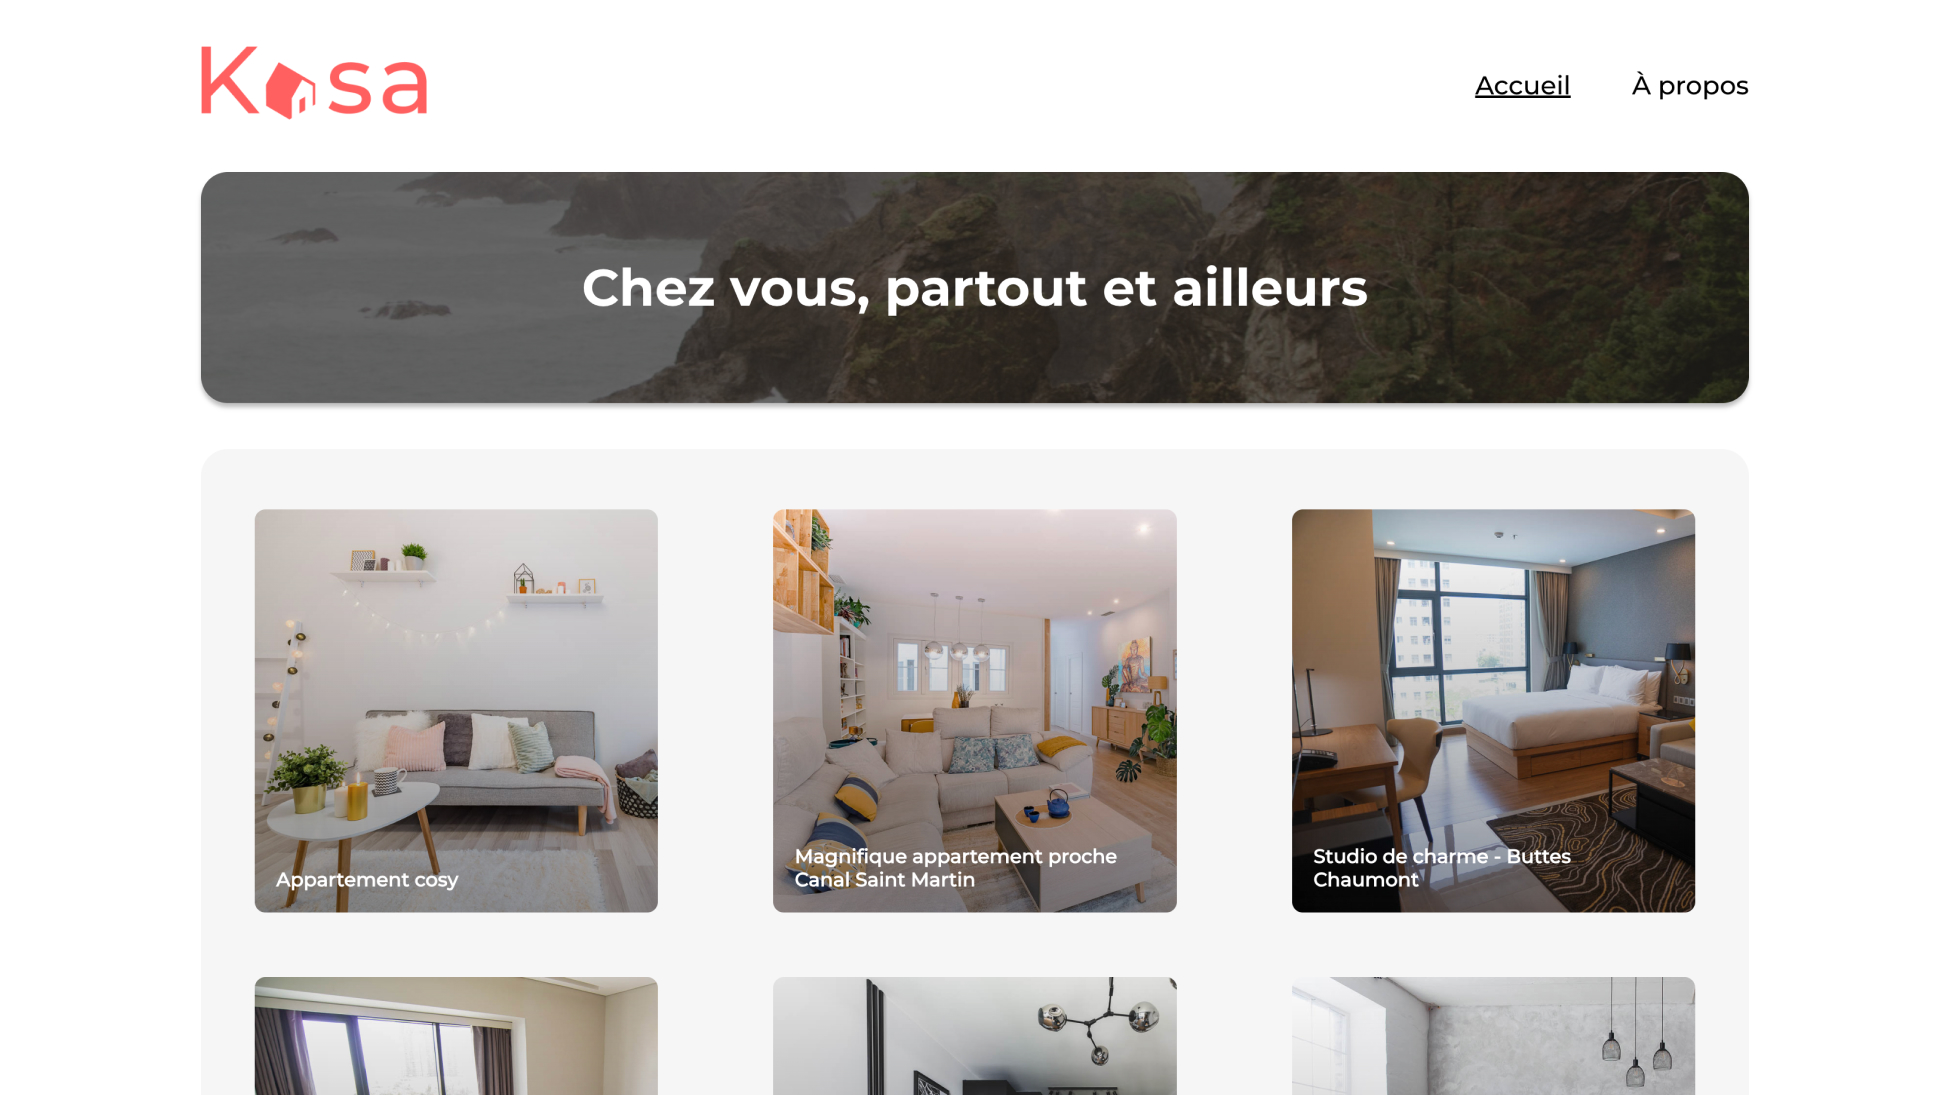 Kasa
Accueil
À propos
Chez vous, partout et ailleurs
Appartement cosy
Magnifique appartement proche
Canal Saint Martin
Studio de charme - Buttes
Chaumont